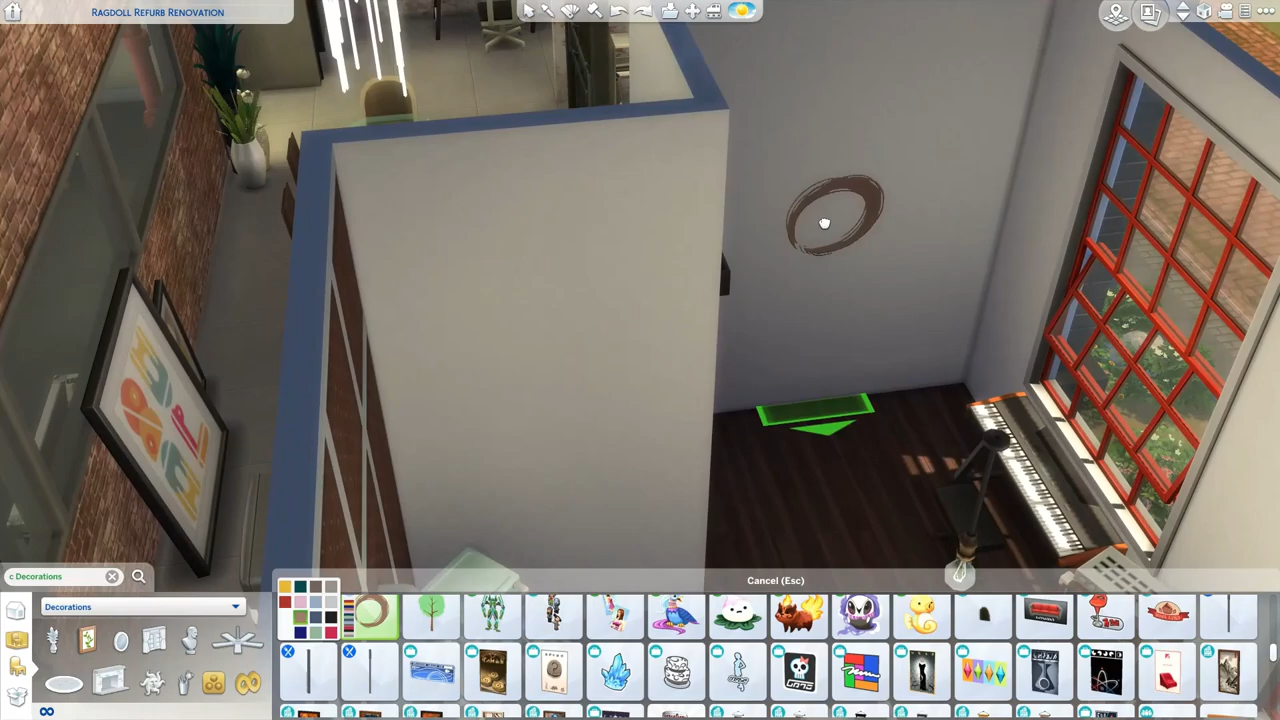 RAGDOLL REFURB RENOVATION
Cancel (Esc)
c Decorations
Decorations